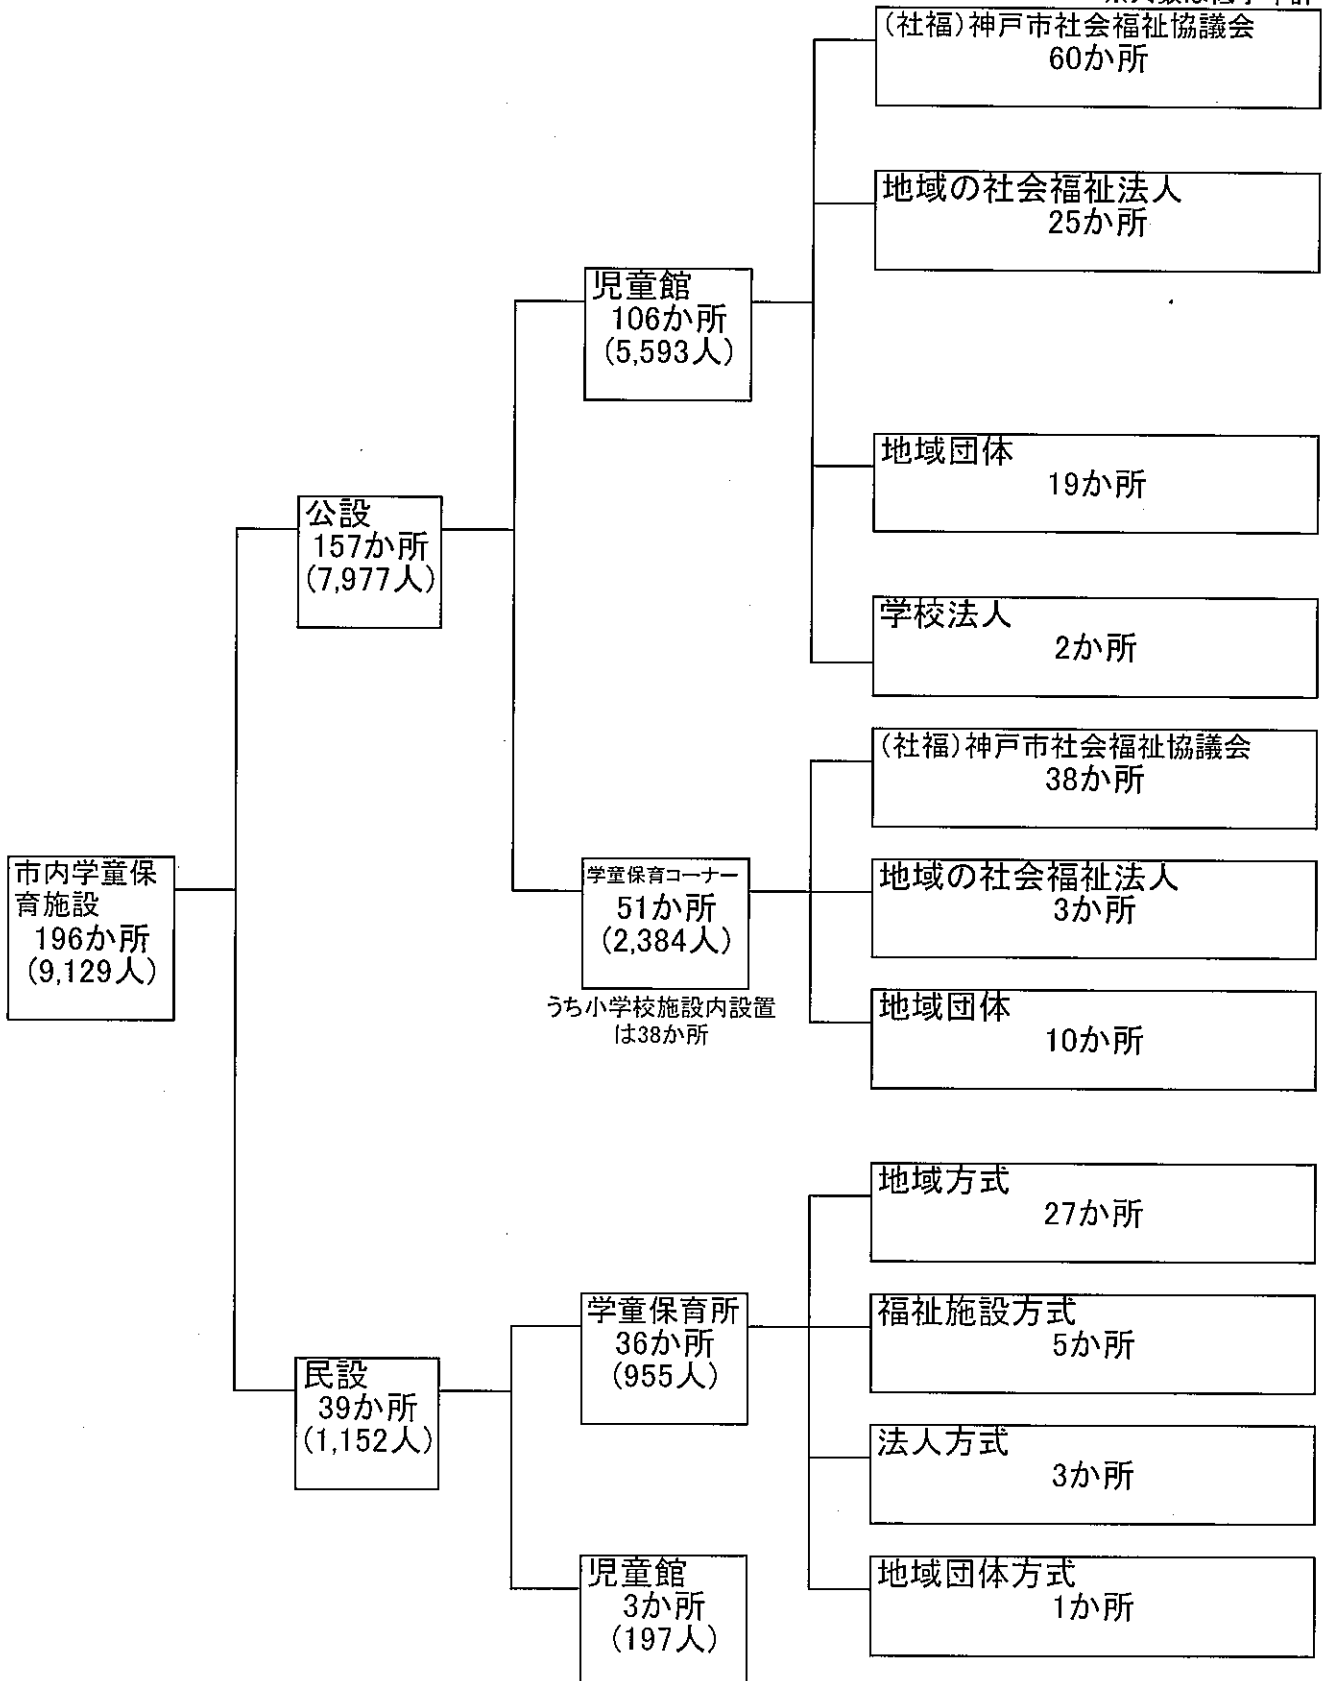 (社福)神戸市社会福祉協議会
60か所
地域の社会福祉法人
25か所
児童館
106か所
(5,593人)
地域団体
19か所
公設
157か所
(7,977人)
学校法人
2か所
(社福)神戸市社会福祉協議会
38か所
市内学童保
育施設
196か所
(9,129人)
学童保育コーナー
51か所
(2,384人)
うち小学校施設内設置
は38か所
地域の社会福祉法人
3か所
地域団体
10か所
地域方式
27か所
学童保育所
36か所
(955人)
福祉施設方式
5か所
民設
39か所
(1,152人)
法人方式
3か所
児童館
3か所
(197人)
地域団体方式
1か所